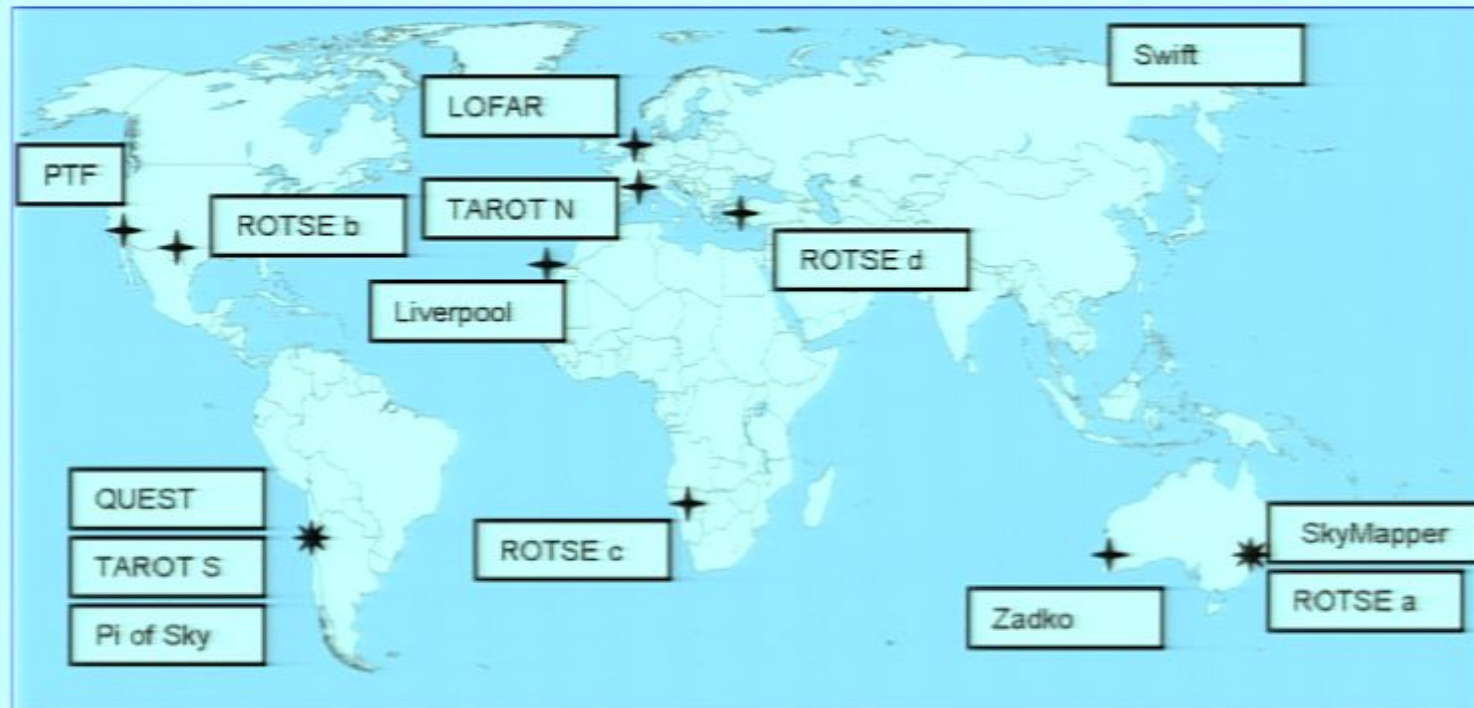 Swift
LOFAR
PTF
TAROT N
ROTSE b
ROTSE d
Liverpool
QUEST
SkyMapper
ROTSE c
TAROT S
ROTSE a
Zadko
Pi of Sky